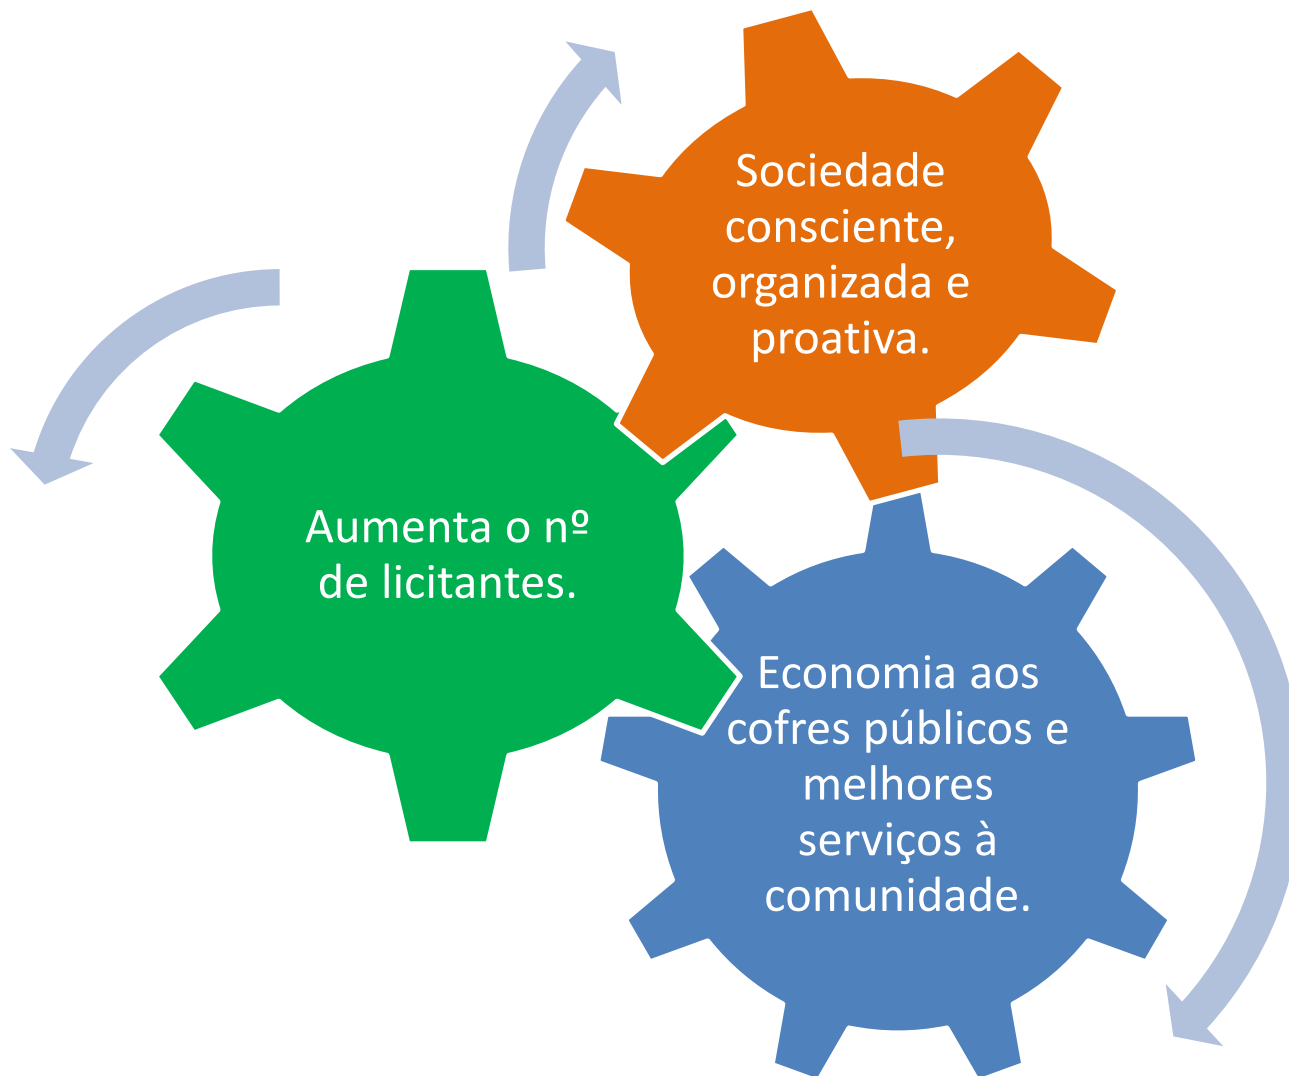 Sociedade
consciente,
organizada e
proativa.
Aumenta o nº
de licitantes.
Economia aos
cofres públicos e
melhores
serviços à
comunidade.